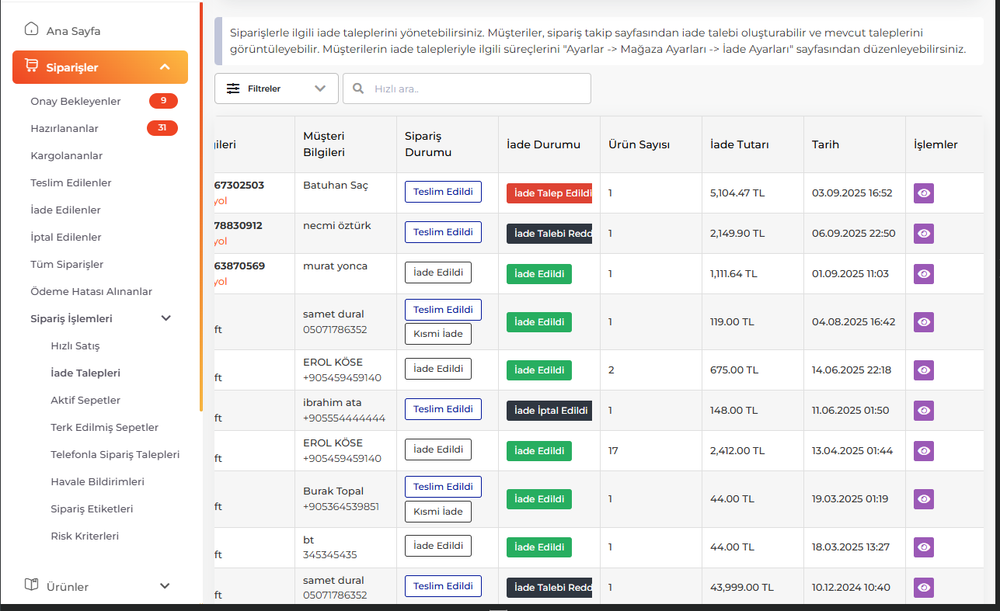 Ana Sayfa
Siparişler
Onay Bekleyenler 9
Hazırlananlar 31
Kargolananlar
Teslim Edilenler
İade Edilenler
İptal Edilenler
Tüm Siparişler
Ödeme Hatası Alınanlar
Sipariş İşlemleri
Hızlı Satış
İade Talepleri
Aktif Sepetler
Terk Edilmiş Sepetler
Telefonla Sipariş Talepleri
Havale Bildirimleri
Sipariş Etiketleri
Risk Kriterleri
Ürünler
Siparişlerle ilgili iade taleplerini yönetebilirsiniz. Müşteriler, sipariş takip sayfasından iade talebi oluşturabilir ve mevcut taleplerini
görüntüleyebilir. Müşterilerin iade talepleriyle ilgili süreçlerini "Ayarlar -> Mağaza Ayarları -> İade Ayarları" sayfasından düzenleyebilirsiniz.
Filtreler
Hızlı ara..
gileri
Müşteri
Bilgileri
Sipariş
Durumu
İade Durumu
Ürün Sayısı
İade Tutarı
Tarih
İşlemler
67302503
yol
Batuhan Saç
Teslim Edildi
İade Talep Edildi
1
5,104.47 TL
03.09.2025 16:52
78830912
yol
necmi öztürk
Teslim Edildi
İade Talebi Redd
1
2,149.90 TL
06.09.2025 22:50
63870569
yol
murat yonca
İade Edildi
İade Edildi
1
1,111.64 TL
01.09.2025 11:03
ft
samet dural
05071786352
Teslim Edildi
Kısmi İade
İade Edildi
1
119.00 TL
04.08.2025 16:42
ft
EROL KÖSE
+905459459140
İade Edildi
İade Edildi
2
675.00 TL
14.06.2025 22:18
ft
ibrahim ata
+905554444444
Teslim Edildi
İade İptal Edildi
1
148.00 TL
11.06.2025 01:50
ft
EROL KÖSE
+905459459140
İade Edildi
İade Edildi
17
2,412.00 TL
13.04.2025 01:44
ft
Burak Topal
+905364539851
Teslim Edildi
Kısmi İade
İade Edildi
1
44.00 TL
19.03.2025 01:19
ft
bt
345345435
İade Edildi
İade Edildi
1
44.00 TL
18.03.2025 13:27
ft
samet dural
05071786352
Teslim Edildi
İade Talebi Redd
1
43,999.00 TL
10.12.2024 10:40